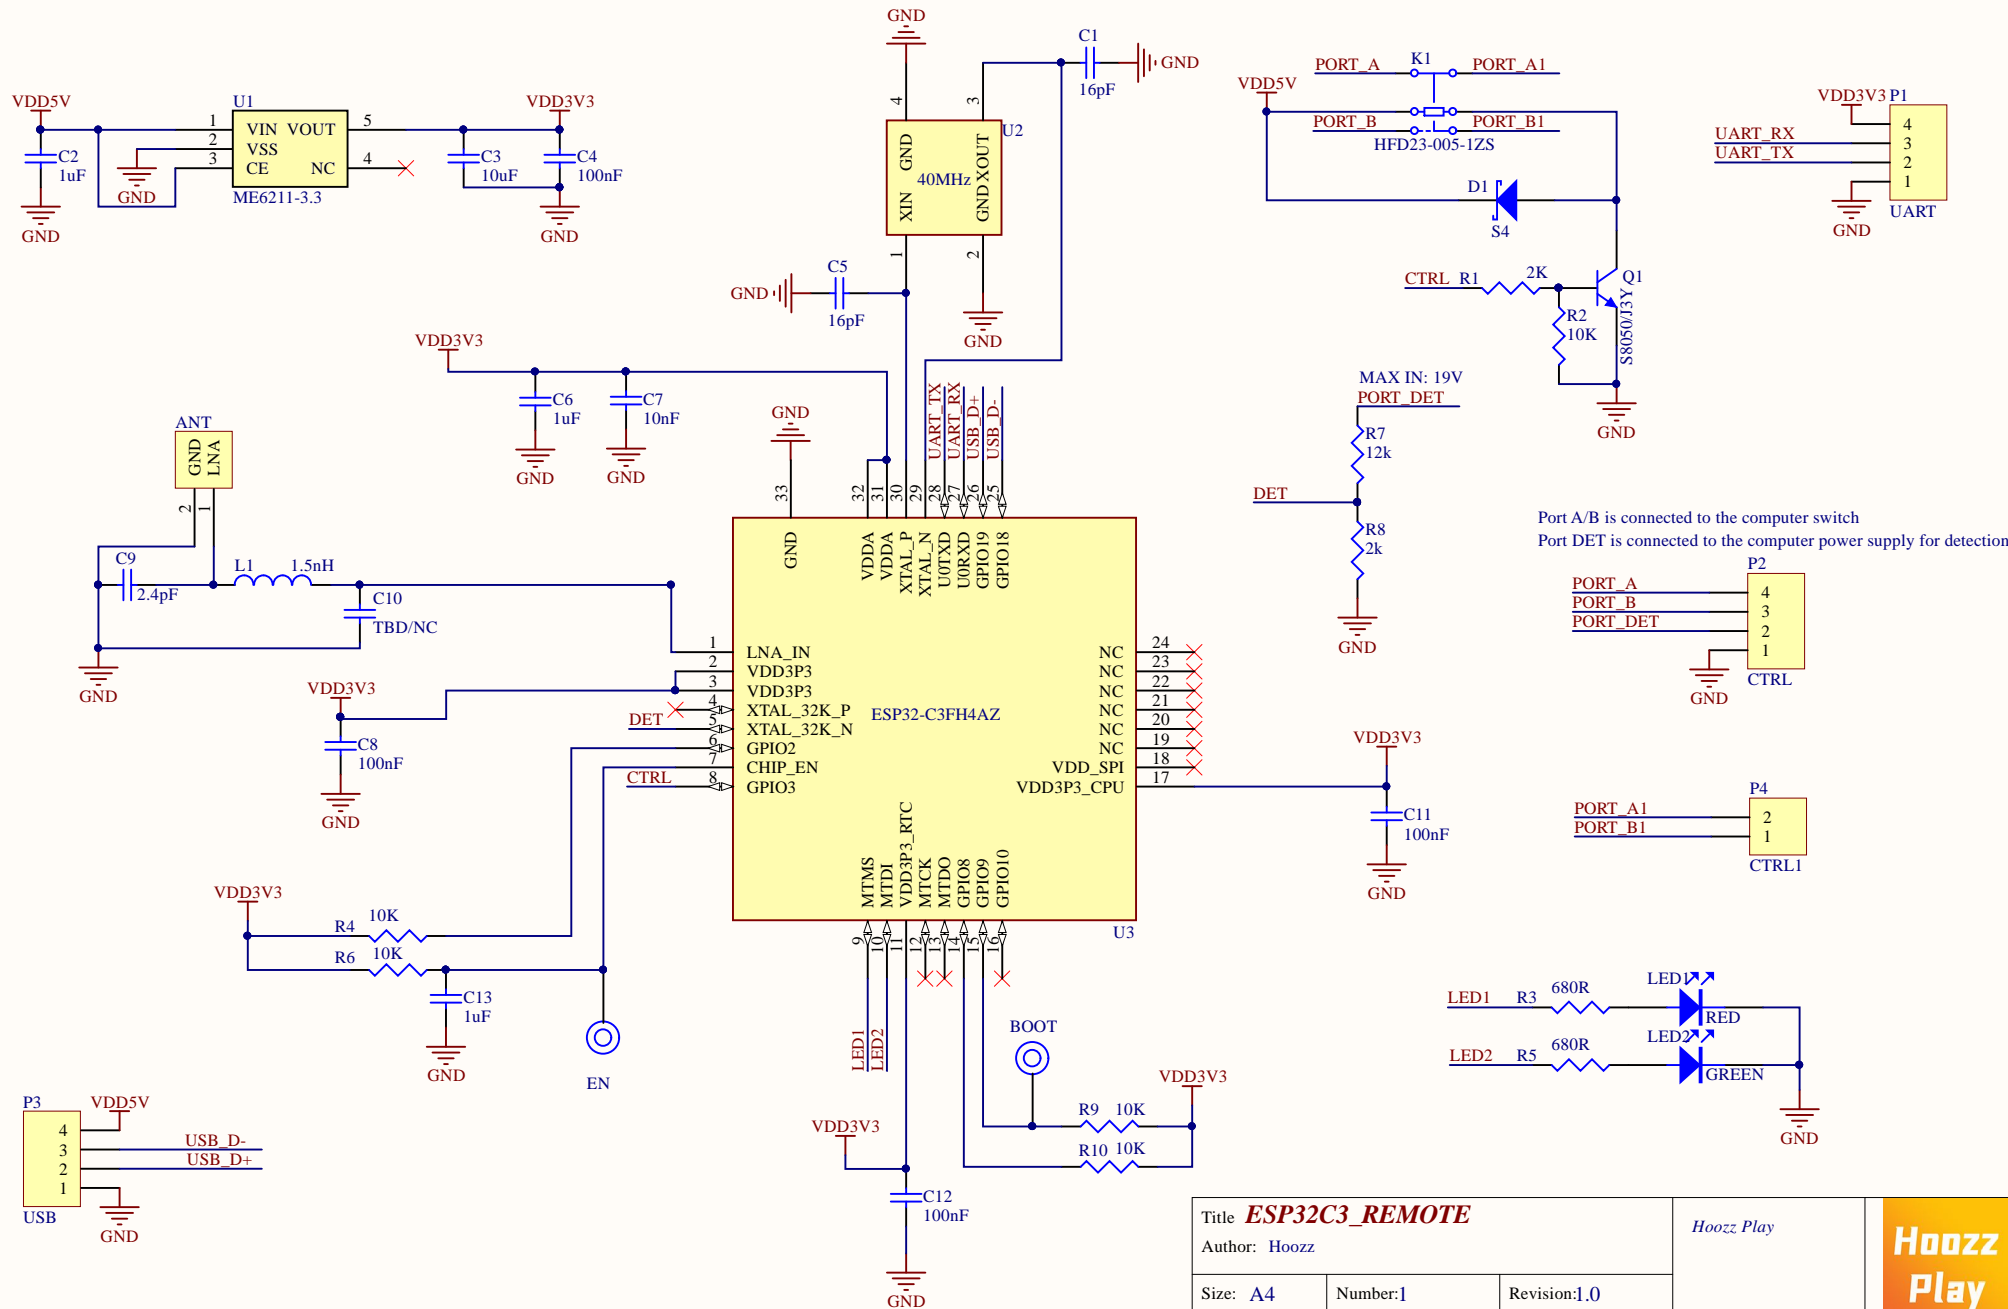 VDD5V
U1
1
2
3
VIN VOUT
VSS
CE NC
5
4
ME6211-3.3
GND
C2
1uF
GND
VDD3V3
C3
10uF
C4
100nF
GND
GND
4
3
GND
XOUT
U2
40MHz
XIN
GND
1
2
GND
C1
16pF
GND
GND
C5
16pF
PORT_A
K1
PORT_A1
VDD5V
PORT_B
PORT_B1
HFD23-005-1ZS
D1
S4
CTRL
R1
2K
Q1
S8050/J3Y
R2
10K
GND
VDD3V3
P1
UART_RX
UART_TX
4
3
2
1
GND
UART
VDD3V3
C6
1uF
GND
C7
10nF
GND
MAX IN: 19V
PORT_DET
R7
12k
DET
R8
2k
GND
ANT
GND
LNA
2
1
C9
2.4pF
L1
1.5nH
C10
TBD/NC
GND
GND
33
32
31
30
29
28
27
26
25
UART_TX
UART_RX
USB_D+
USB_D-
GND
VDDA
VDDA
XTAL_P
XTAL_N
U0TXD
U0RXD
GPIO19
GPIO18
1
LNA_IN
2
VDD3P3
3
VDD3P3
4
XTAL_32K_P
DET
5
XTAL_32K_N
6
GPIO2
7
CHIP_EN
CTRL
8
GPIO3
ESP32-C3FH4AZ
NC
24
NC
23
NC
22
NC
21
NC
20
NC
19
VDD_SPI
18
VDD3P3_CPU
17
MTMS
MTDI
VDD3P3_RTC
MTCK
MTDO
GPIO8
GPIO9
GPIO10
9
10
11
12
13
14
15
16
U3
LED1
LED2
VDD3V3
C8
100nF
GND
VDD3V3
C11
100nF
GND
Port A/B is connected to the computer switch
Port DET is connected to the computer power supply for detection
P2
PORT_A
PORT_B
PORT_DET
4
3
2
1
GND
CTRL
P4
PORT_A1
PORT_B1
2
1
CTRL1
VDD3V3
R4
10K
R6
10K
C13
1uF
GND
EN
BOOT
VDD3V3
R9
10K
R10
10K
VDD3V3
C12
100nF
GND
LED1
R3
680R
LED1
RED
LED2
R5
680R
LED2
GREEN
GND
P3
VDD5V
4
3
2
1
USB_D-
USB_D+
GND
USB
Title ESP32C3_REMOTE
Author: Hoozz
Size: A4
Number:1
Revision:1.0
Hoozz Play
Hoozz
Play